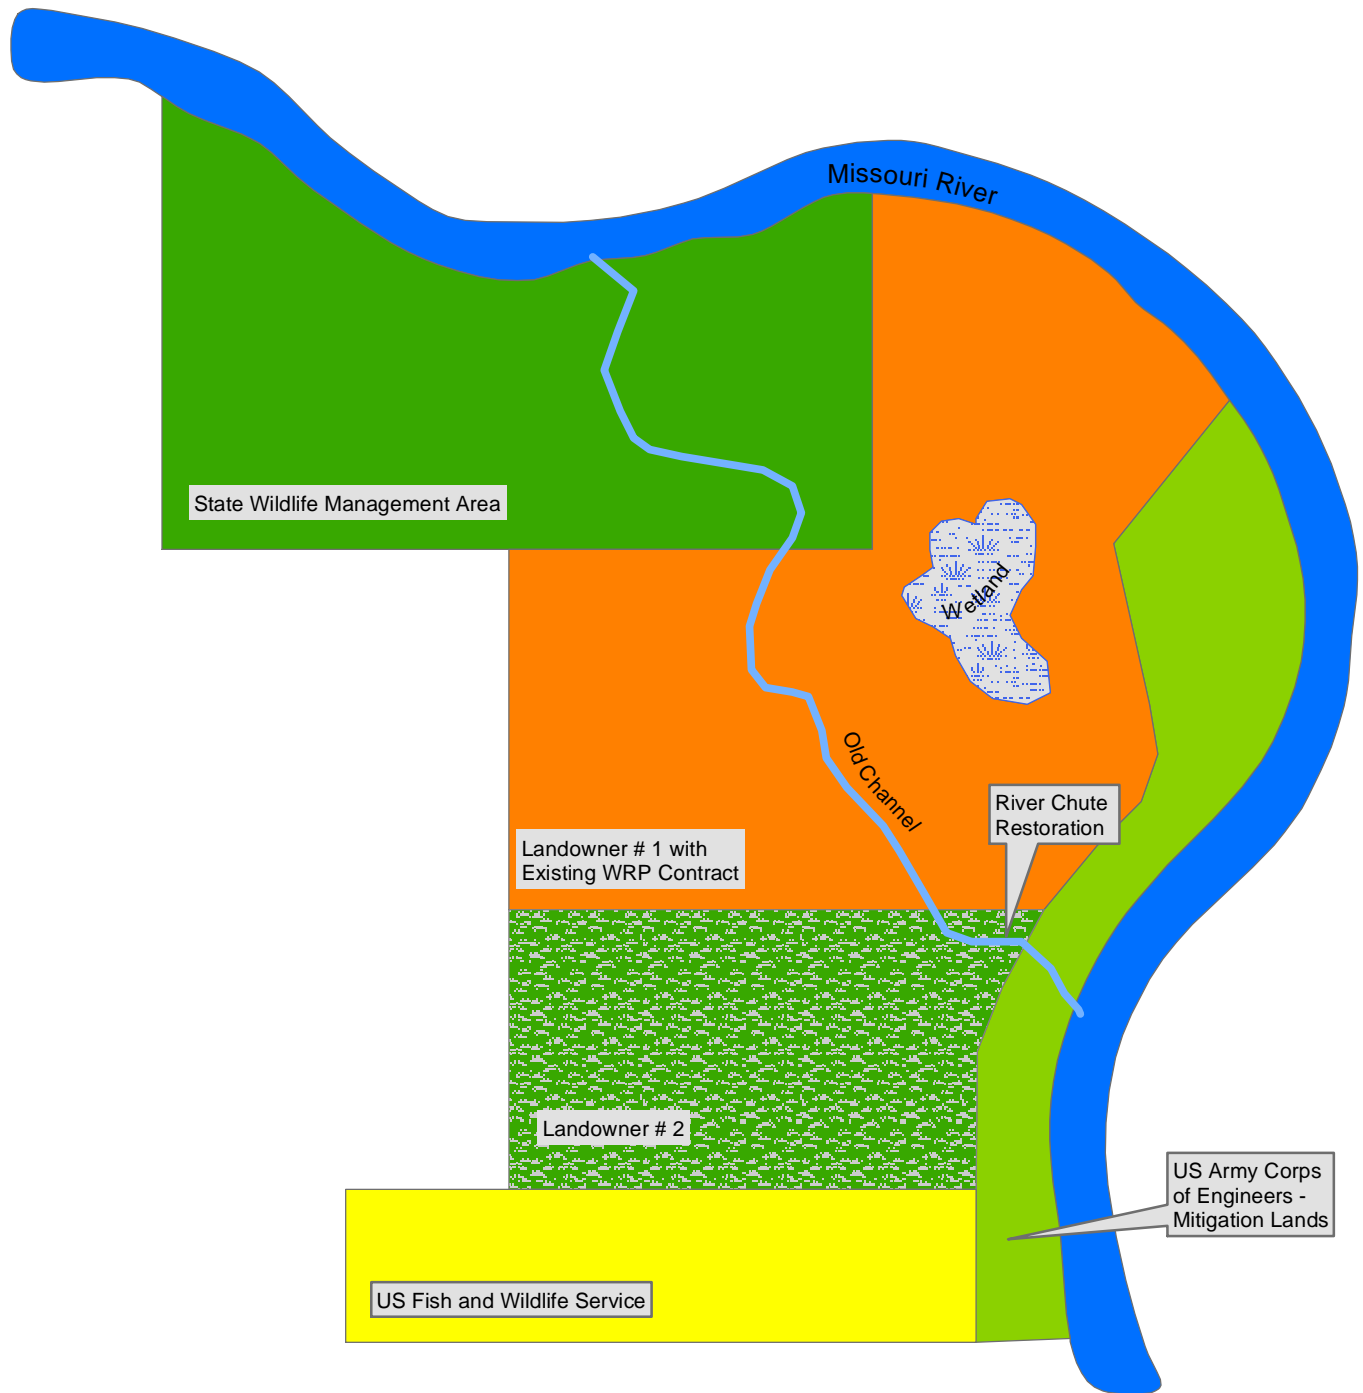 Missouri River
State Wildlife Management Area
Wetland
Old Channel
River Chute
Restoration
Landowner # 1 with
Existing WRP Contract
Landowner # 2
US Army Corps
of Engineers -
Mitigation Lands
US Fish and Wildlife Service